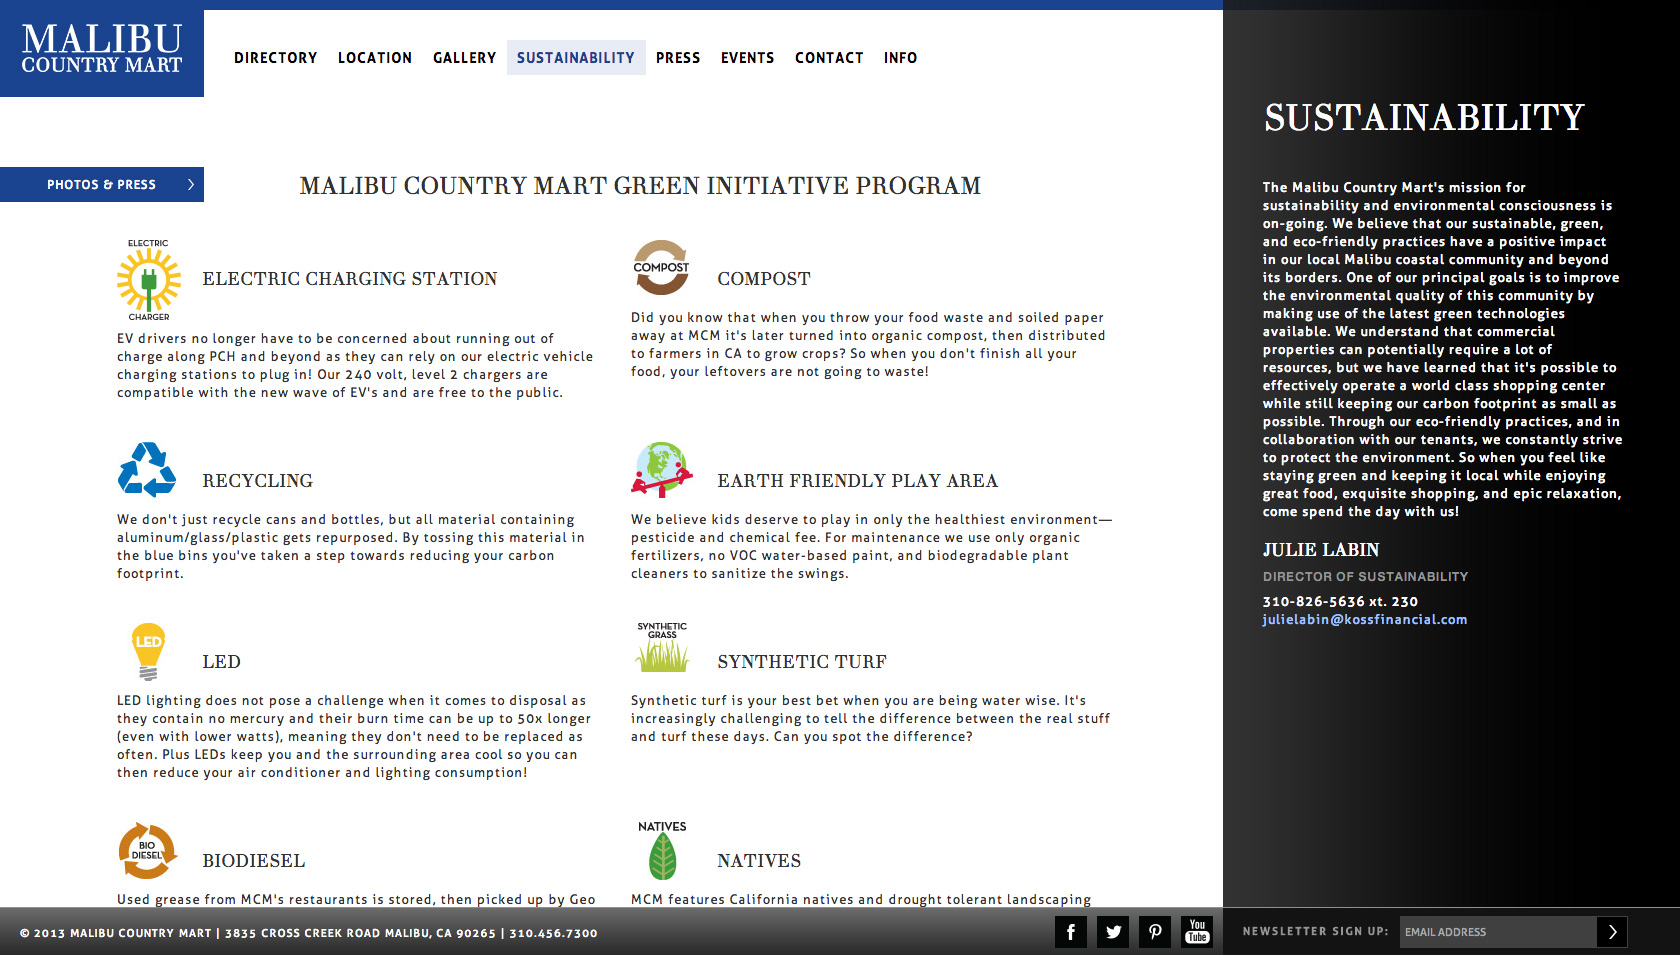 MALIBU
COUNTRY MART
DIRECTORY LOCATION GALLERY SUSTAINABILITY PRESS EVENTS CONTACT INFO
PHOTOS & PRESS
MALIBU COUNTRY MART GREEN INITIATIVE PROGRAM
ELECTRIC
CHARGER
ELECTRIC CHARGING STATION
EV drivers no longer have to be concerned about running out of
charge along PCH and beyond as they can rely on our electric vehicle
charging stations to plug in! Our 240 volt, level 2 chargers are
compatible with the new wave of EV's and are free to the public.
COMPOST
COMPOST
Did you know that when you throw your food waste and soiled paper
away at MCM it's later turned into organic compost, then distributed
to farmers in CA to grow crops? So when you don't finish all your
food, your leftovers are not going to waste!
RECYCLING
We don't just recycle cans and bottles, but all material containing
aluminum/glass/plastic gets repurposed. By tossing this material in
the blue bins you've taken a step towards reducing your carbon
footprint.
EARTH FRIENDLY PLAY AREA
We believe kids deserve to play in only the healthiest environment—
pesticide and chemical fee. For maintenance we use only organic
fertilizers, no VOC water-based paint, and biodegradable plant
cleaners to sanitize the swings.
LED
LED
LED lighting does not pose a challenge when it comes to disposal as
they contain no mercury and their burn time can be up to 50x longer
(even with lower watts), meaning they don't need to be replaced as
often. Plus LEDs keep you and the surrounding area cool so you can
then reduce your air conditioner and lighting consumption!
SYNTHETIC
GRASS
SYNTHETIC TURF
Synthetic turf is your best bet when you are being water wise. It's
increasingly challenging to tell the difference between the real stuff
and turf these days. Can you spot the difference?
BIO
DIESEL
BIODIESEL
Used grease from MCM's restaurants is stored, then picked up by Geo
NATIVES
NATIVES
MCM features California natives and drought tolerant landscaping
SUSTAINABILITY
The Malibu Country Mart's mission for
sustainability and environmental consciousness is
on-going. We believe that our sustainable, green,
and eco-friendly practices have a positive impact
in our local Malibu coastal community and beyond
its borders. One of our principal goals is to improve
the environmental quality of this community by
making use of the latest green technologies
available. We understand that commercial
properties can potentially require a lot of
resources, but we have learned that it's possible to
effectively operate a world class shopping center
while still keeping our carbon footprint as small as
possible. Through our eco-friendly practices, and in
collaboration with our tenants, we constantly strive
to protect the environment. So when you feel like
staying green and keeping it local while enjoying
great food, exquisite shopping, and epic relaxation,
come spend the day with us!
JULIE LABIN
DIRECTOR OF SUSTAINABILITY
310-826-5636 xt. 230
julielabin@kossfinancial.com
© 2013 MALIBU COUNTRY MART | 3835 CROSS CREEK ROAD MALIBU, CA 90265 | 310.456.7300
You
Tube
NEWSLETTER SIGN UP: EMAIL ADDRESS